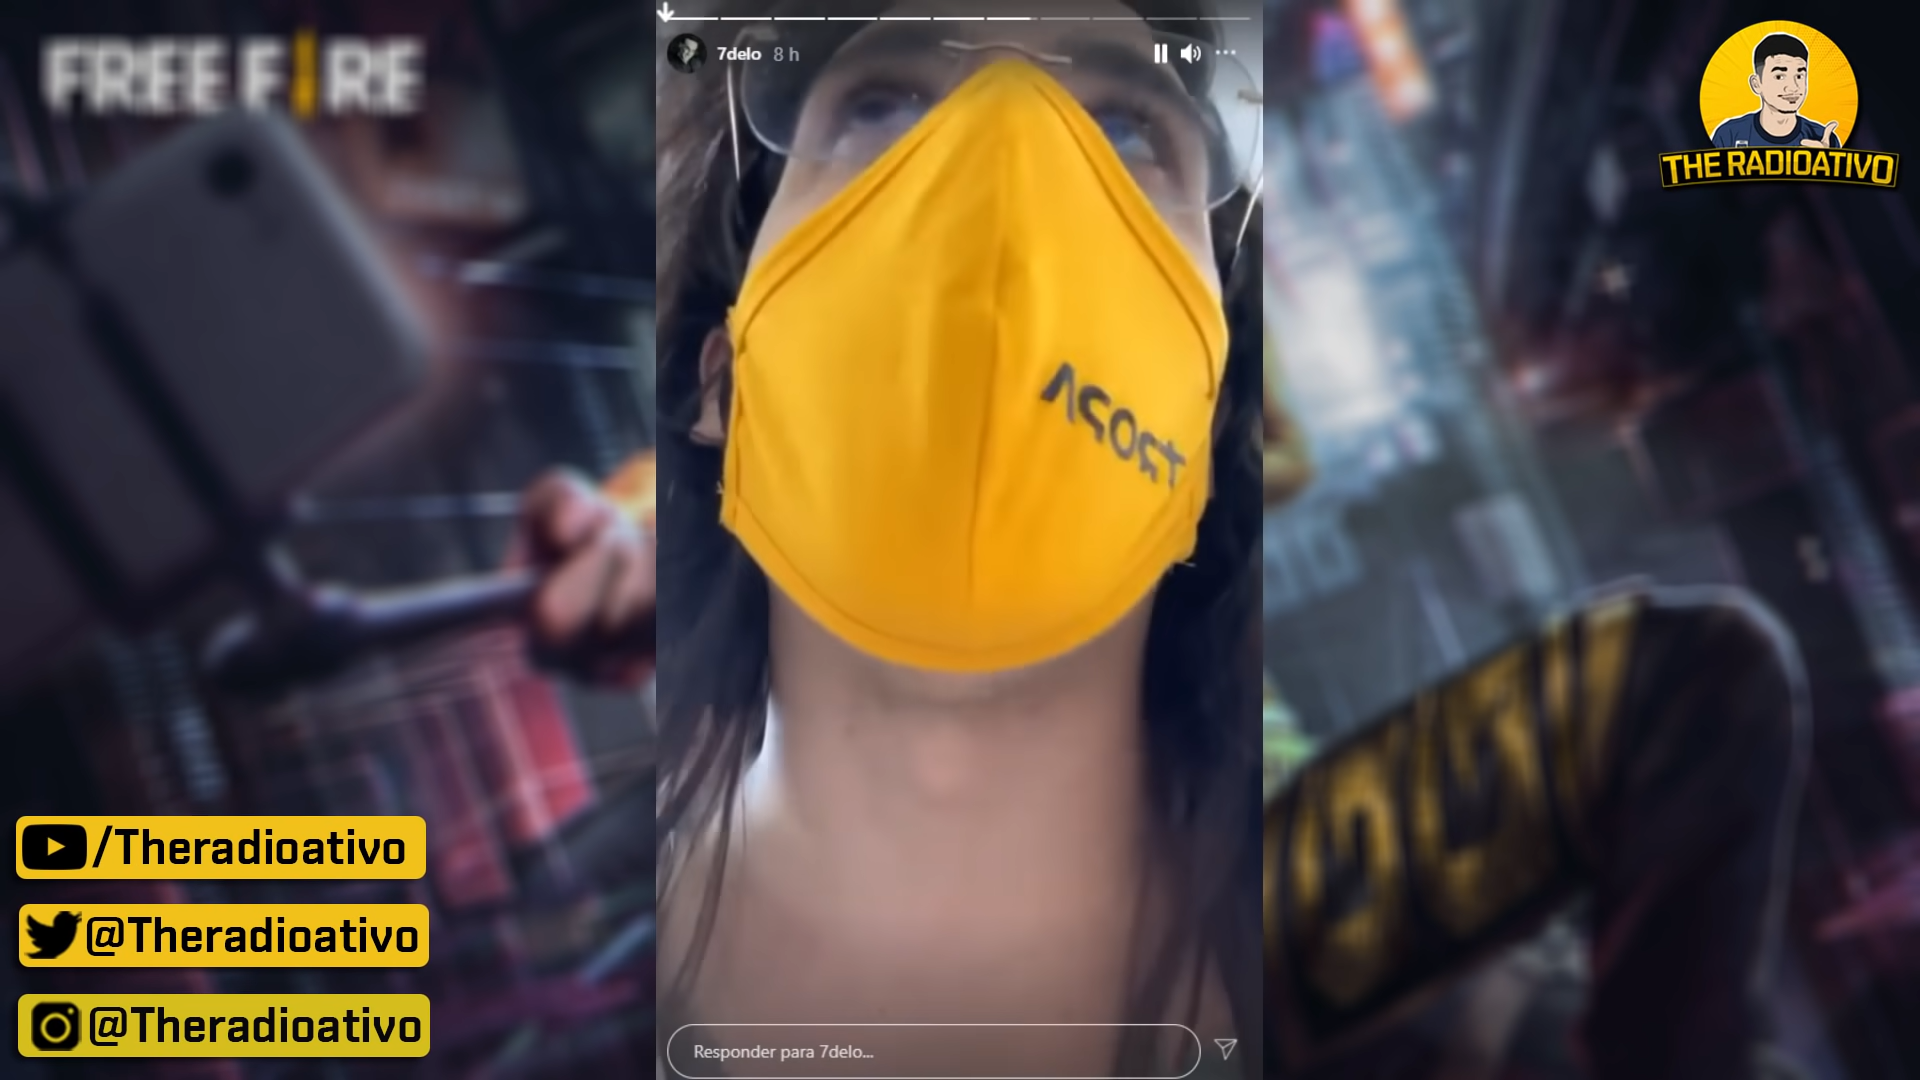 FREE FIRE
7delo 8 h
THE RADIOATIVO
/Theradioativo
@Theradioativo
@Theradioativo
Responder para 7delo...